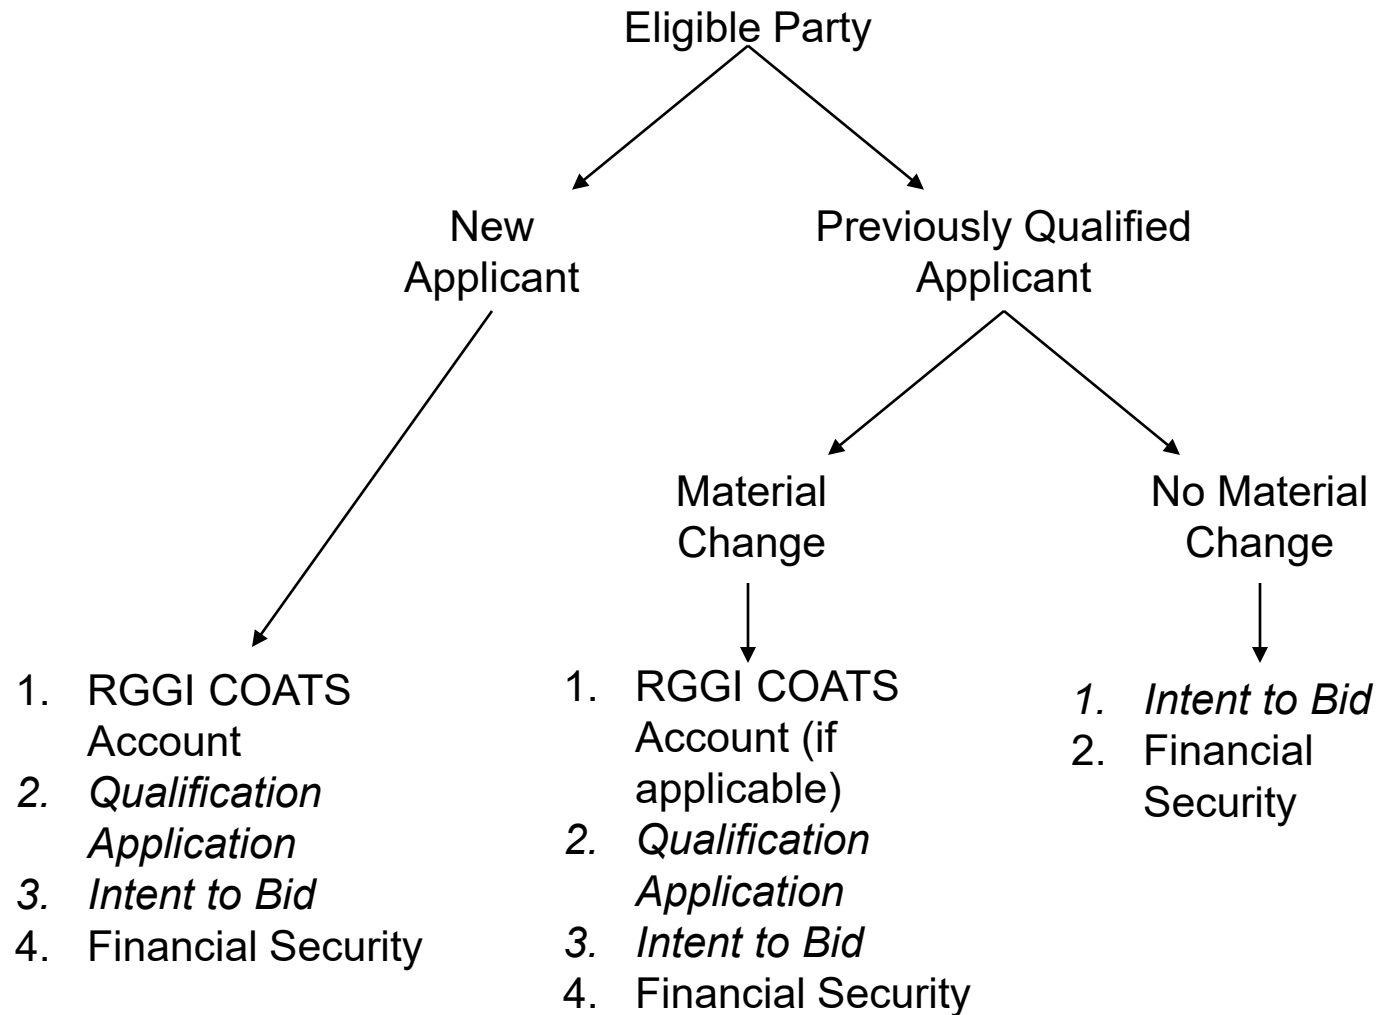 Eligible Party
New
Applicant
Previously Qualified
Applicant
Material
Change
No Material
Change
1. RGGI COATS
Account
2. Qualification
Application
3. Intent to Bid
4. Financial Security
1. RGGI COATS
Account (if
applicable)
2. Qualification
Application
3. Intent to Bid
4. Financial Security
1. Intent to Bid
2. Financial
Security